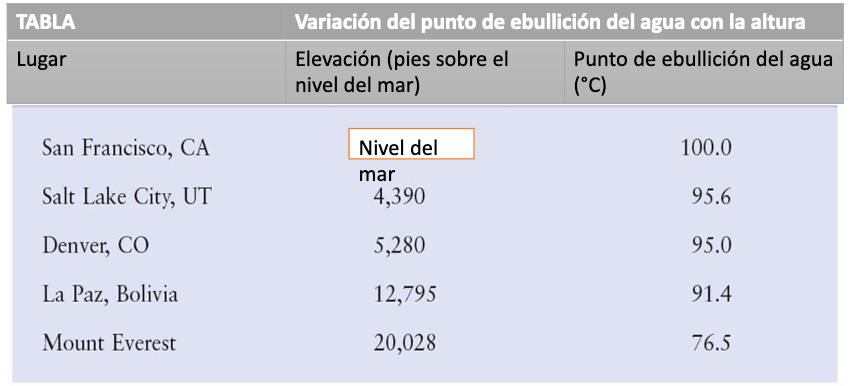 TABLA Variación del punto de ebullición del agua con la altura
Lugar Elevación (pies sobre el Punto de ebullición del agua
nivel del mar) (°C)
San Francisco, CA Nivel del 100.0
mar
Salt Lake City, UT 4,390 95.6
Denver, CO 5,280 95.0
La Paz, Bolivia 12,795 91.4
Mount Everest 20,028 76.5